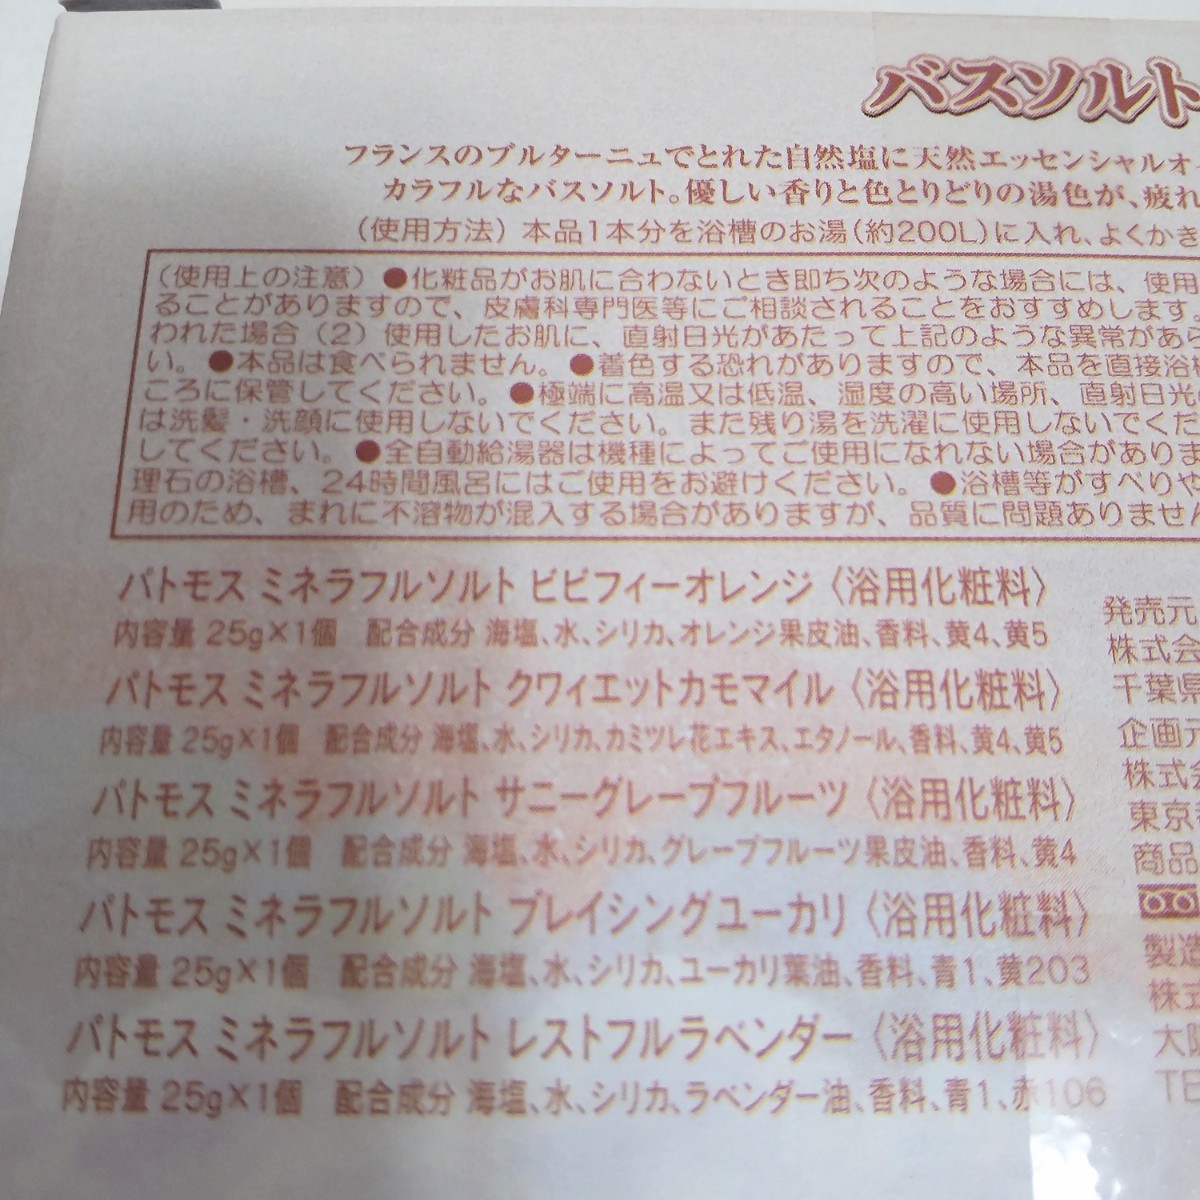 バスソルト
フランスのブルターニュでとれた自然塩に天然エッセンシャルオ
カラフルなバスソルト。優しい香りと色とりどりの湯色が、疲れ
（使用方法）本品1本分を浴槽のお湯（約200L）に入れ、よくかき
（使用上の注意）●化粧品がお肌に合わないとき即ち次のような場合には、使用
ることがありますので、皮膚科専門医等にご相談されることをおすすめします。
われた場合（2）使用したお肌に、直射日光があたって上記のような異常があら
い。●本品は食べられません。●着色する恐れがありますので、本品を直接浴槽
ころに保管してください。●極端に高温又は低温、湿度の高い場所、直射日光
は洗髪・洗顔に使用しないでください。また残り湯を洗濯に使用しないでくだ
してください。●全自動給湯器は機種によってご使用になれない場合がありま
理石の浴槽、24時間風呂にはご使用をお避けください。●浴槽等がすべりや
用のため、まれに不溶物が混入する場合がありますが、品質に問題ありません
パトモス ミネラフルソルト ビビフィーオレンジ〈浴用化粧料〉
内容量 25g×1個 配合成分 海塩、水、シリカ、オレンジ果皮油、香料、黄4、黄5
パトモス ミネラフルソルト クワィエットカモマイル〈浴用化粧料〉
内容量 25g×1個 配合成分 海塩、水、シリカ、カミツレ花エキス、エタノール、香料、黄4、黄5
パトモス ミネラフルソルト サニーグレープフルーツ〈浴用化粧料〉
内容量 25g×1個 配合成分 海塩、水、シリカ、グレープフルーツ果皮油、香料、黄4
パトモス ミネラフルソルト ブレイシングユーカリ〈浴用化粧料〉
内容量 25g×1個 配合成分 海塩、水、シリカ、ユーカリ葉油、香料、青1、黄203
パトモス ミネラフルソルト レストフルラベンダー〈浴用化粧料〉
内容量 25g×1個 配合成分 海塩、水、シリカ、ラベンダー油、香料、青1、赤106
発売元
株式会
千葉県
企画元
株式会
東京
商品
製造
株式
大阪
TE